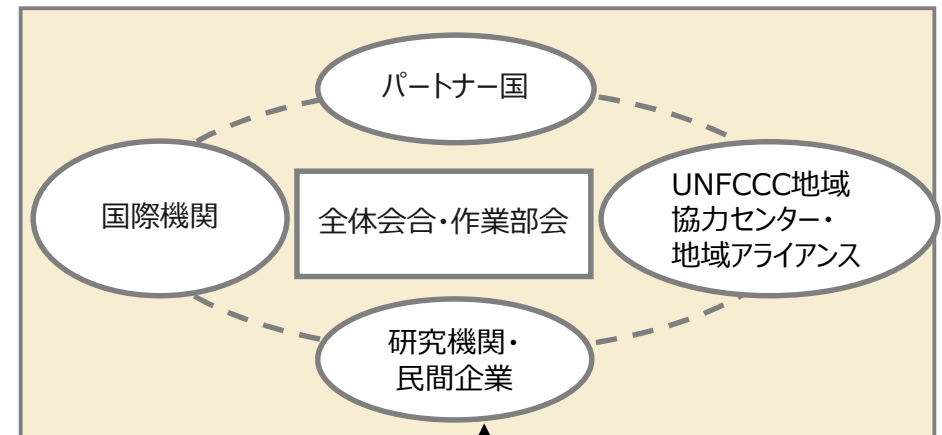 パートナー国
国際機関
全体会合・作業部会
UNFCCC地域
協力センター・
地域アライアンス
研究機関・
民間企業